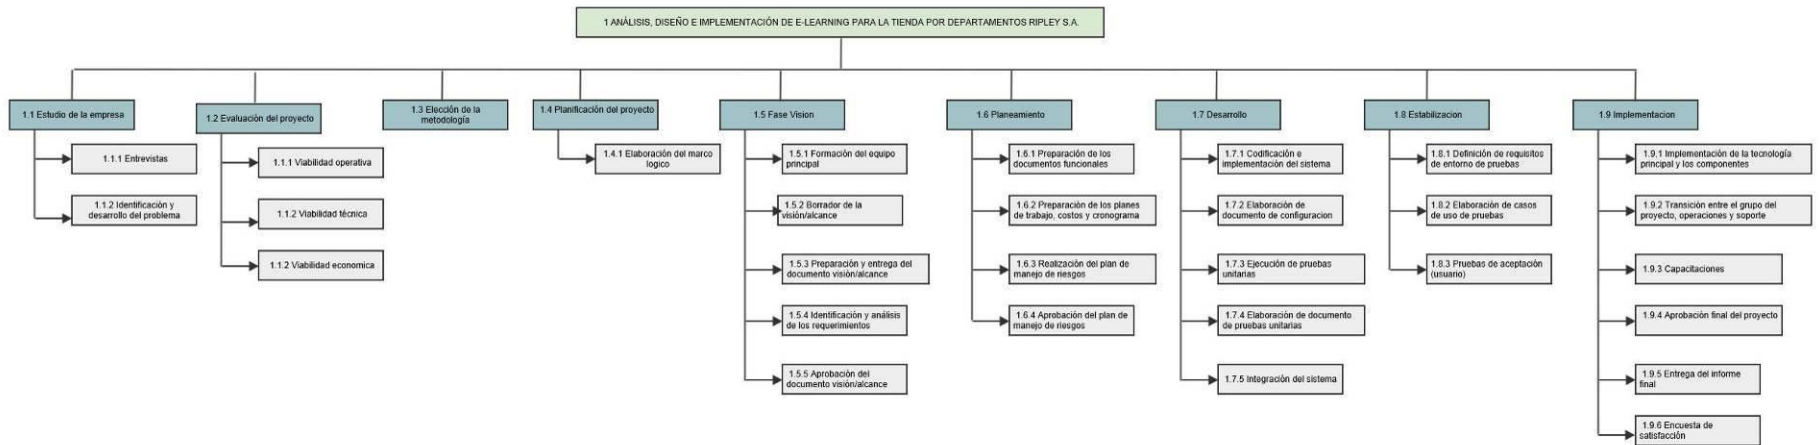 1 ANÁLISIS, DISEÑO E IMPLEMENTACIÓN DE E-LEARNING PARA LA TIENDA POR DEPARTAMENTOS RIPLEY S.A.
1.1 Estudio de la empresa
1.1.1 Entrevistas
1.1.2 Identificación y
desarrollo del problema
1.2 Evaluación del proyecto
1.1.1 Viabilidad operativa
1.1.2 Viabilidad técnica
1.1.2 Viabilidad economica
1.3 Elección de la
metodología
1.4 Planificación del proyecto
1.4.1 Elaboración del marco
logico
1.5 Fase Vision
1.5.1 Formación del equipo
principal
1.5.2 Borrador de la
visión/alcance
1.5.3 Preparación y entrega del
documento visión/alcance
1.5.4 Identificación y análisis
de los requerimientos
1.5.5 Aprobación del
documento visión/alcance
1.6 Planeamiento
1.6.1 Preparación de los
documentos funcionales
1.6.2 Preparación de los planes
de trabajo, costos y cronograma
1.6.3 Realización del plan de
manejo de riesgos
1.6.4 Aprobación del plan de
manejo de riesgos
1.7 Desarrollo
1.7.1 Codificación e
implementación del sistema
1.7.2 Elaboración de
documento de configuracion
1.7.3 Ejecución de pruebas
unitarias
1.7.4 Elaboración de documento
de pruebas unitarias
1.7.5 Integración del sistema
1.8 Estabilizacion
1.8.1 Definición de requisitos
de entorno de pruebas
1.8.2 Elaboración de casos
de uso de pruebas
1.8.3 Pruebas de aceptación
(usuario)
1.9 Implementacion
1.9.1 Implementación de la tecnología
principal y los componentes
1.9.2 Transición entre el grupo del
proyecto, operaciones y soporte
1.9.3 Capacitaciones
1.9.4 Aprobación final del proyecto
1.9.5 Entrega del informe
final
1.9.6 Encuesta de
satisfacción